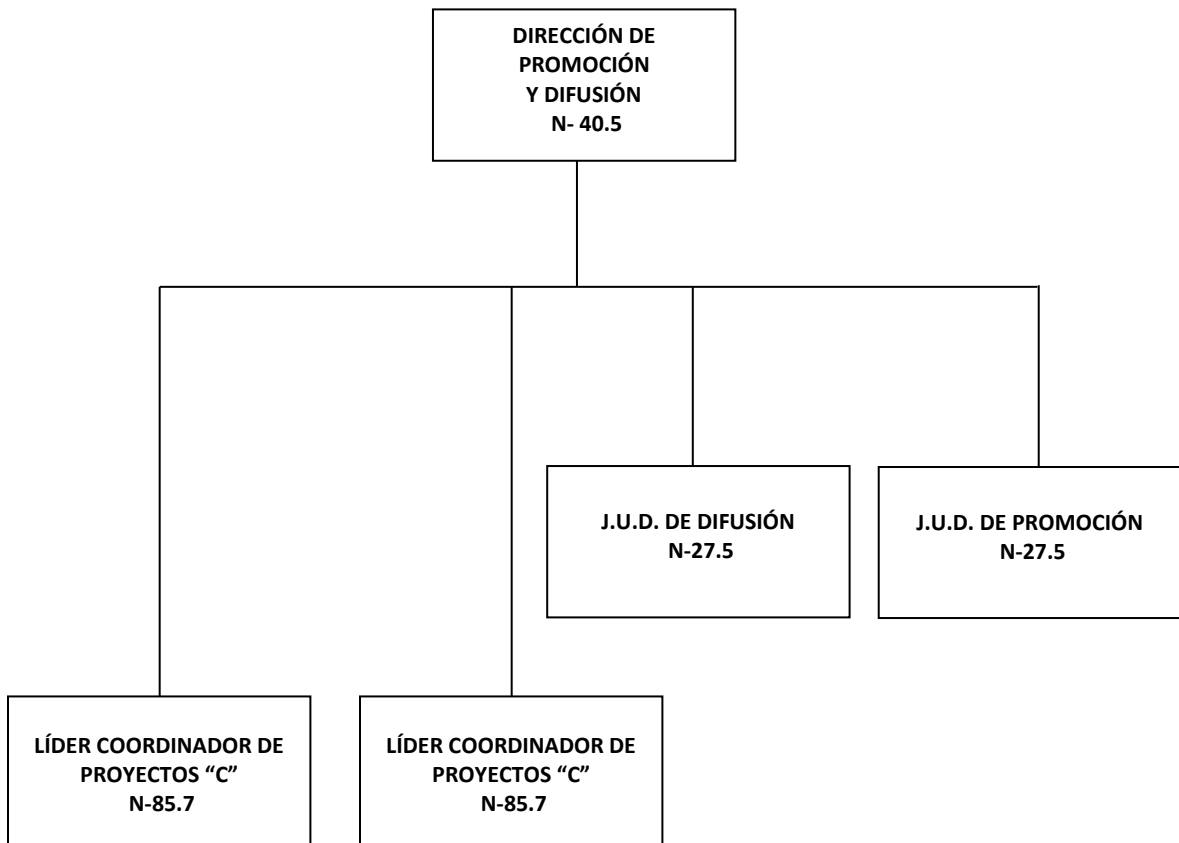 DIRECCIÓN DE
PROMOCIÓN
Y DIFUSIÓN
N- 40.5
J.U.D. DE DIFUSIÓN
N-27.5
J.U.D. DE PROMOCIÓN
N-27.5
LÍDER COORDINADOR DE
PROYECTOS “C”
N-85.7
LÍDER COORDINADOR DE
PROYECTOS “C”
N-85.7